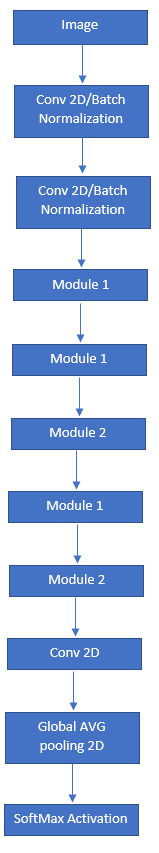 Image
Conv 2D/Batch
Normalization
Conv 2D/Batch
Normalization
Module 1
Module 1
Module 2
Module 1
Module 2
Conv 2D
Global AVG
pooling 2D
SoftMax Activation